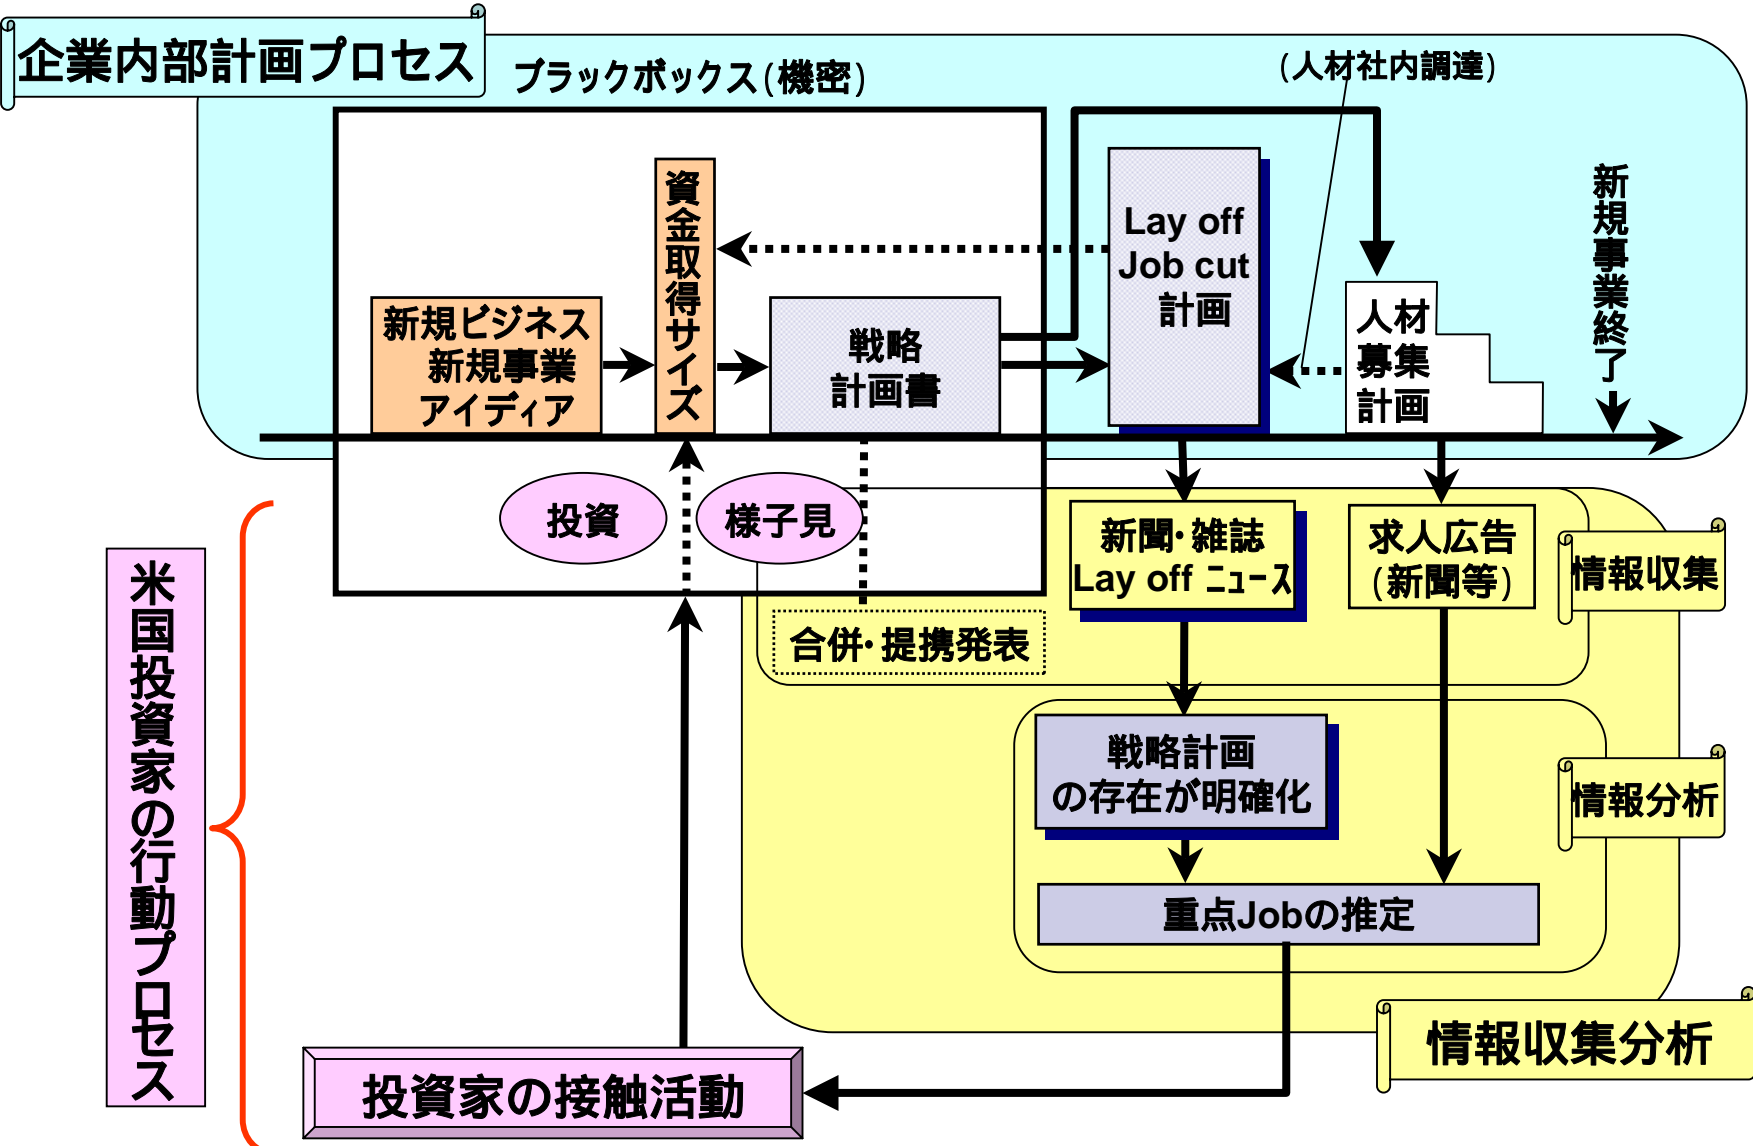 企業内部計画プロセス
ブラックボックス(機密)
(人材社内調達)
資金取得サイズ
Lay off
Job cut
計画
新規事業終了
新規ビジネス
新規事業
アイディア
戦略
計画書
人材
募集
計画
投資
様子見
新聞・雑誌
Lay off ニュース
求人広告
(新聞等)
情報収集
合併・提携発表
米国投資家の行動プロセス
戦略計画
の存在が明確化
情報分析
重点Jobの推定
情報収集分析
投資家の接触活動